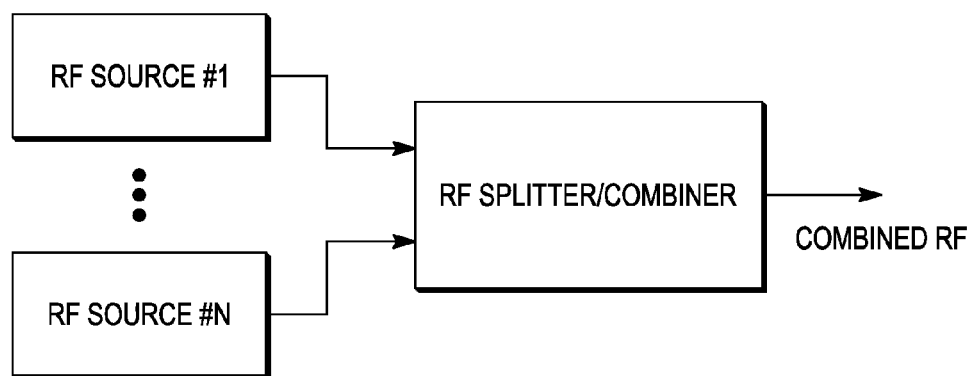 RF SOURCE #1
RF SPLITTER/COMBINER
COMBINED RF
RF SOURCE #N